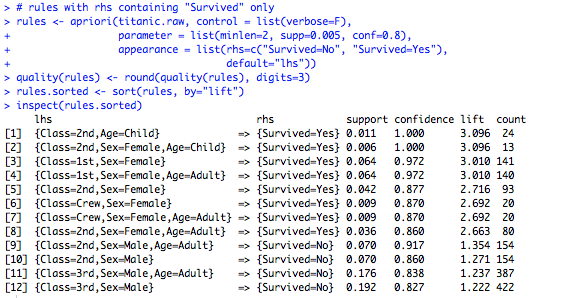 > # rules with rhs containing "Survived" only
> rules <- apriori(titanic.raw, control = list(verbose=F),
+ parameter = list(minlen=2, supp=0.005, conf=0.8),
+ appearance = list(rhs=c("Survived=No", "Survived=Yes"),
+ default="lhs"))
> quality(rules) <- round(quality(rules), digits=3)
> rules.sorted <- sort(rules, by="lift")
> inspect(rules.sorted)
lhs rhs support confidence lift count
[1] {Class=2nd,Age=Child} => {Survived=Yes} 0.011 1.000 3.096 24
[2] {Class=2nd,Sex=Female,Age=Child} => {Survived=Yes} 0.006 1.000 3.096 13
[3] {Class=1st,Sex=Female} => {Survived=Yes} 0.064 0.972 3.010 141
[4] {Class=1st,Sex=Female,Age=Adult} => {Survived=Yes} 0.064 0.972 3.010 140
[5] {Class=2nd,Sex=Female} => {Survived=Yes} 0.042 0.877 2.716 93
[6] {Class=Crew,Sex=Female} => {Survived=Yes} 0.009 0.870 2.692 20
[7] {Class=Crew,Sex=Female,Age=Adult} => {Survived=Yes} 0.009 0.870 2.692 20
[8] {Class=2nd,Sex=Female,Age=Adult} => {Survived=Yes} 0.036 0.860 2.663 80
[9] {Class=2nd,Sex=Male,Age=Adult} => {Survived=No} 0.070 0.917 1.354 154
[10] {Class=2nd,Sex=Male} => {Survived=No} 0.070 0.860 1.271 154
[11] {Class=3rd,Sex=Male,Age=Adult} => {Survived=No} 0.176 0.838 1.237 387
[12] {Class=3rd,Sex=Male} => {Survived=No} 0.192 0.827 1.222 422